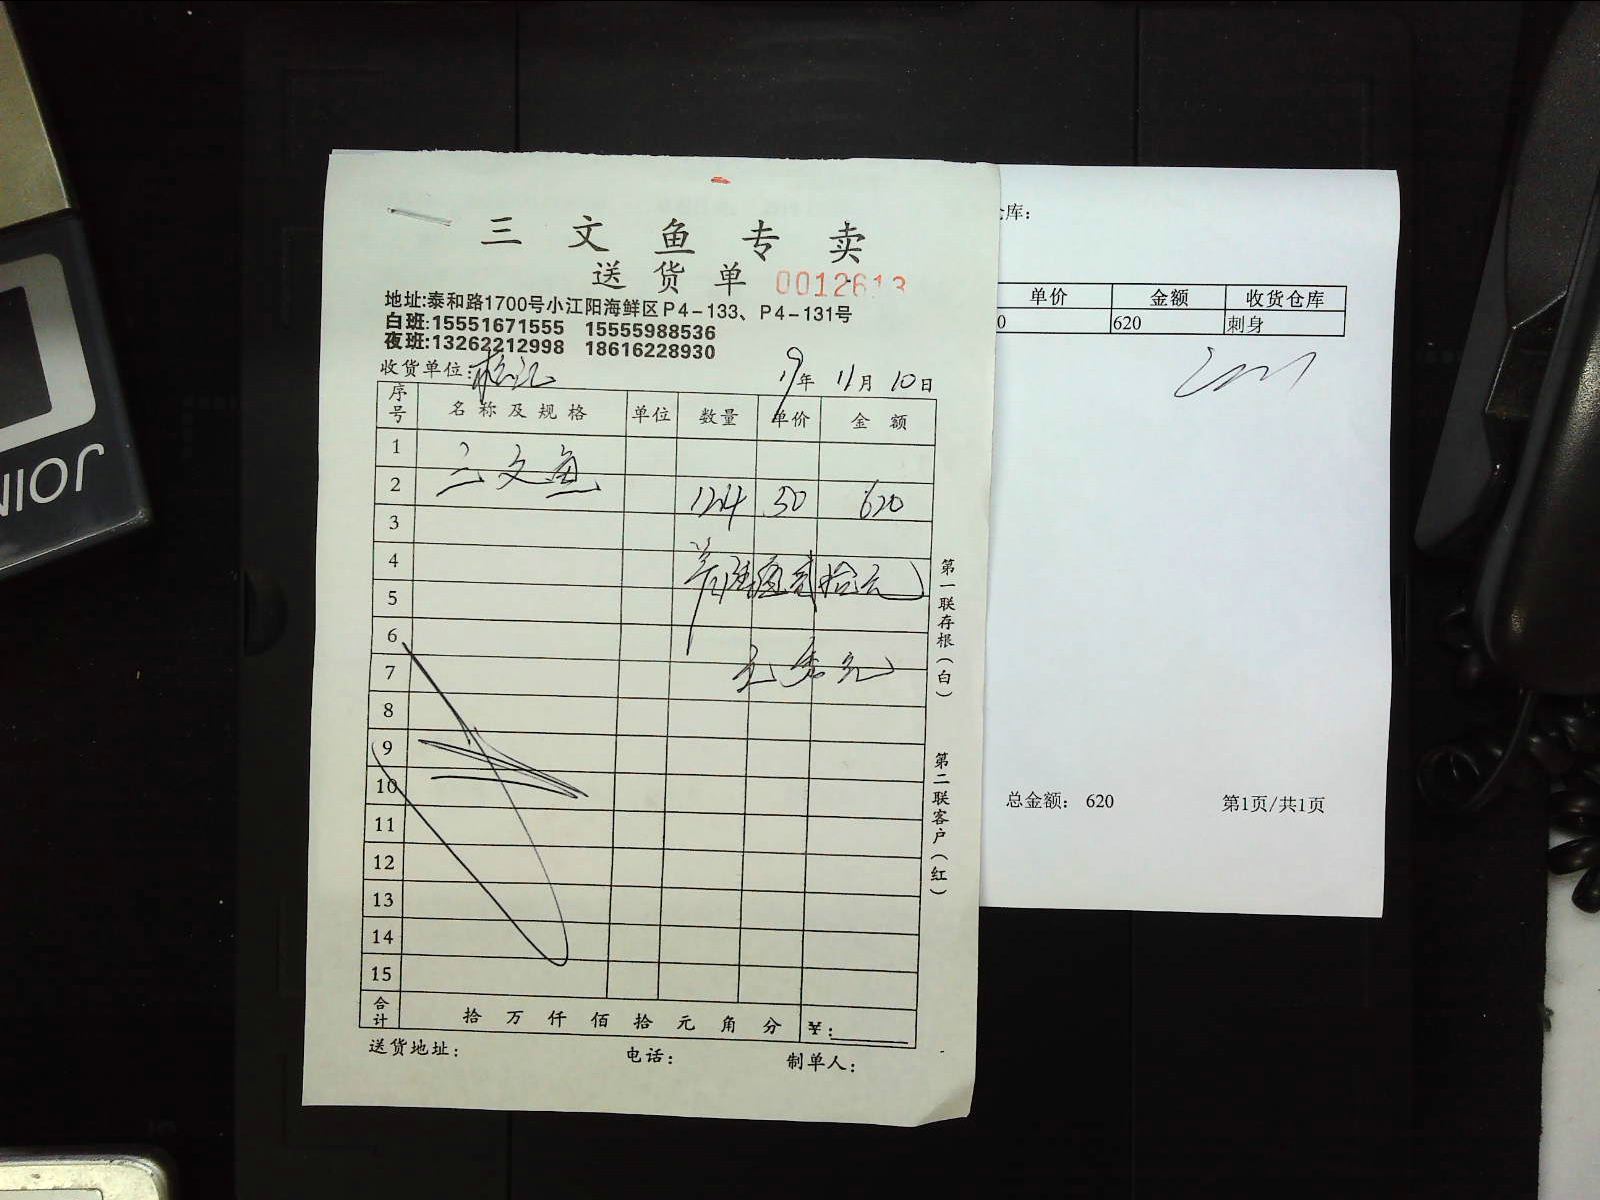 三文鱼专卖
送货单 0012613
地址:泰和路1700号小江阳海鲜区P4-133、P4-131号
白班:15551671555 15555988536
夜班:13262212998 18616228930
收货单位: 19年 11月 10日
序号 名称及规格 单位 数量 单价 金额
1
三文鱼
2 12.4 50 620
3
4
5
6
7
8
9
10
11
12
13
14
15
合计 拾 万 仟 佰 拾 元 角 分 ¥:
送货地址: 电话: 制单人:
第一联存根(白)
第二联客户(红)
库:
单价 金额 收货仓库
0 620 刺身
总金额: 620 第1页/共1页
JOIN